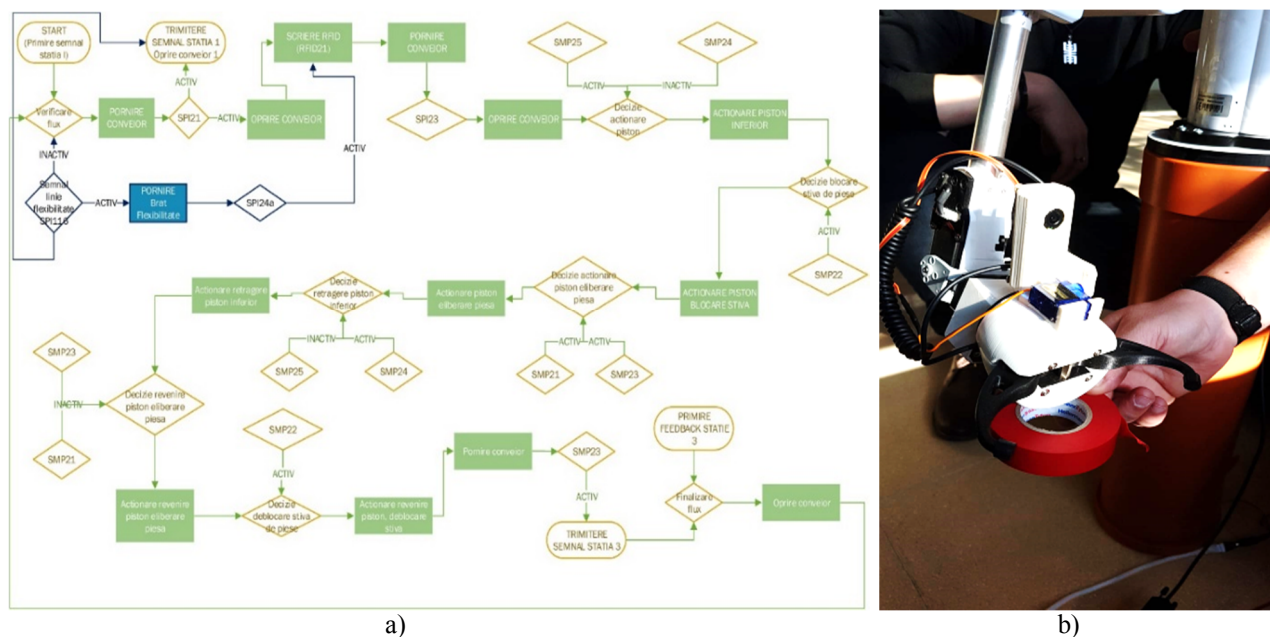 START
(Primire semnal
statia I)
TRIMITERE
SEMNAL STATIA 1
Oprire conveior 1
SCRIERE RFID
(RFID21)
PORNIRE
CONVEIOR
SMP25
SMP24
ACTIV
ACTIV
INACTIV
Verificare
flux
PORNIRE
CONVEIOR
SPI21
ACTIV
OPRIRE CONVEIOR
SPI23
OPRIRE CONVEIOR
Decizie
actionare
piston
ACTIONARE PISTON
INFERIOR
INACTIV
ACTIV
Semnal
linie
flexibilitate
SPI116
ACTIV
PORNIRE
Brat
Flexibilitate
SPI24a
Decizie blocare
stiva de piese
ACTIV
SMP22
Actionare retragere
piston inferior
Decizie
retragere piston
inferior
Actionare piston
eliberare piesa
Decizie actionare
piston eliberare
piesa
ACTIONARE PISTON
BLOCARE STIVA
INACTIV
ACTIV
ACTIV
ACTIV
SMP23
SMP25
SMP24
SMP21
SMP23
INACTIV
Decizie revenire
piston eliberare
piesa
SMP21
SMP22
ACTIV
Pornire conveior
SMP23
ACTIV
PRIMIRE
FEEDBACK STATIE
3
Actionare revenire
piston eliberare
piesa
Decizie
deblocare stiva
de piese
Actionare revenire
piston, deblocare
stiva
TRIMITERE
SEMNAL STATIA 3
Finalizare
flux
Oprire conveior
a)
b)